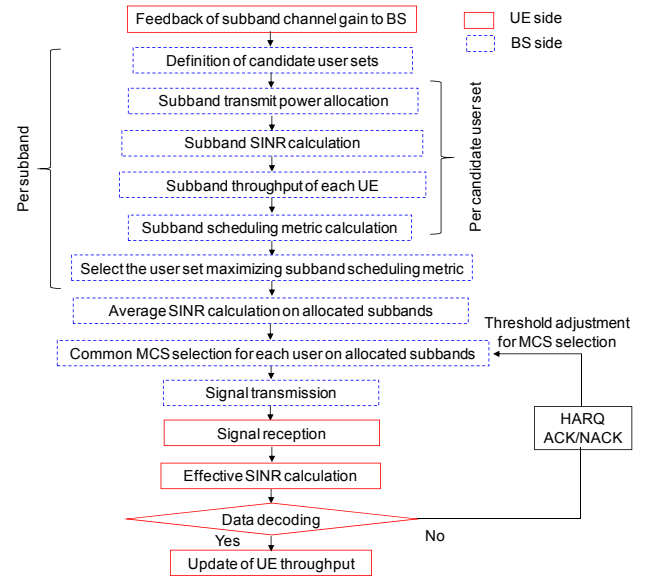 Feedback of subband channel gain to BS
UE side
BS side
Definition of candidate user sets
Subband transmit power allocation
Subband SINR calculation
Subband throughput of each UE
Subband scheduling metric calculation
Select the user set maximizing subband scheduling metric
Per subband
Per candidate user set
Average SINR calculation on allocated subbands
Threshold adjustment
for MCS selection
Common MCS selection for each user on allocated subbands
Signal transmission
HARQ
ACK/NACK
Signal reception
Effective SINR calculation
Data decoding
Yes
No
Update of UE throughput